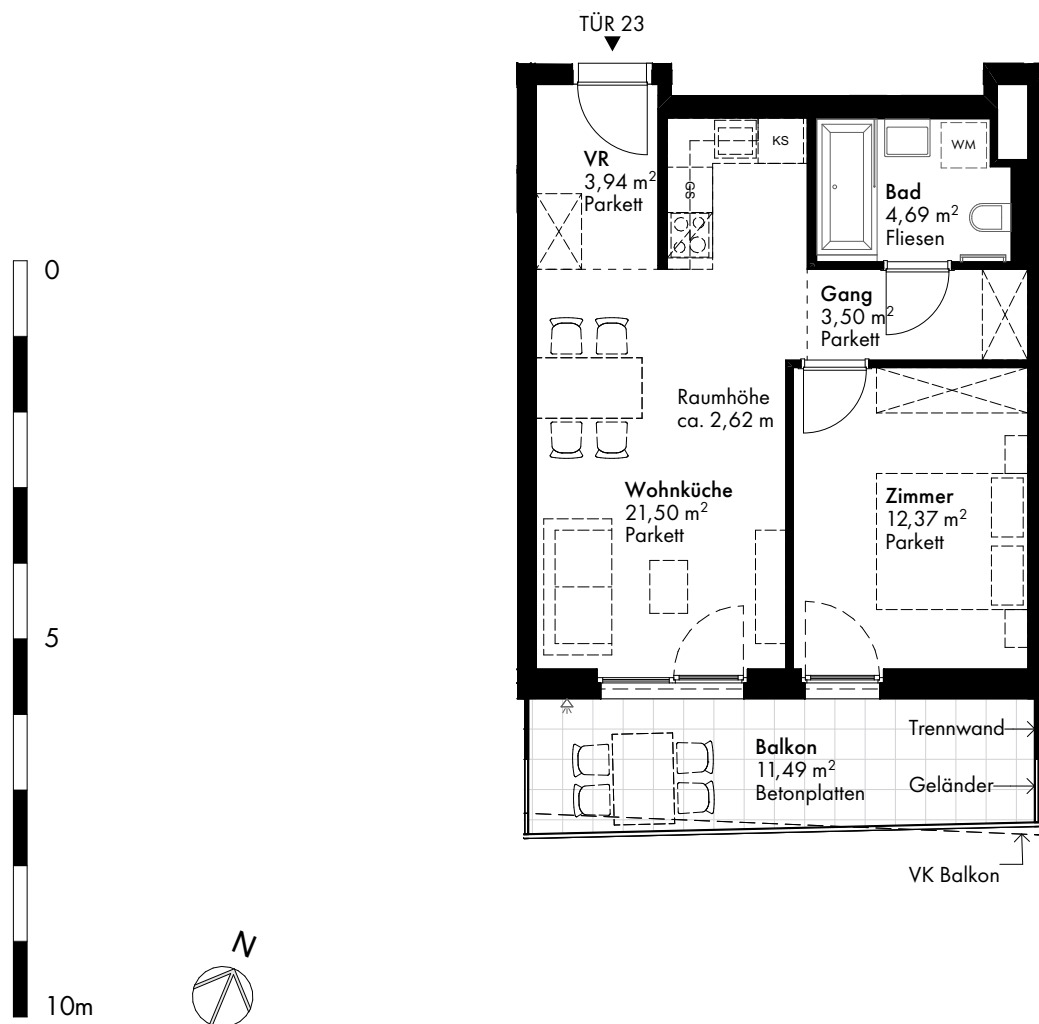 TÜR 23
VR
3,94 m²
Parkett
KS
GS
WM
Bad
4,69 m²
Fliesen
0
Gang
3,50 m²
Parkett
Raumhöhe
ca. 2,62 m
Wohnküche
21,50 m²
Parkett
Zimmer
12,37 m²
Parkett
5
Balkon
11,49 m²
Betonplatten
Trennwand
Geländer
VK Balkon
N
10m